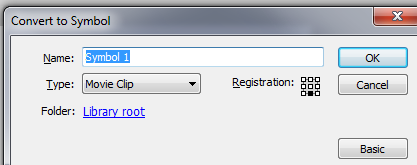 Convert to Symbol
Name: Symbol 1 OK
Type: Movie Clip Registration: Cancel
Folder: Library root
Basic